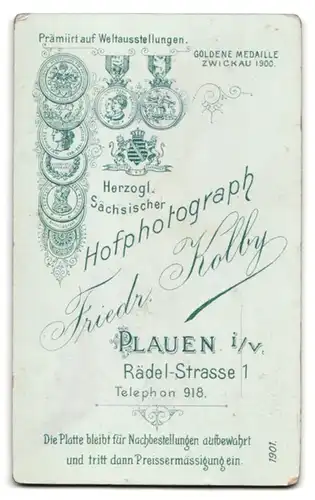 Prämiirt auf Weltausstellungen.
GOLDENE MEDAILLE
ZWICKAU 1900.
Herzogl.
Sächsischer
Hofphotograph
Friedr. Kolby
PLAUEN i/v.
Rädel-Strasse 1
Telephon 918.
Die Platte bleibt für Nachbestellungen aufbewahrt
und tritt dann Preissermässigung ein.
1901.